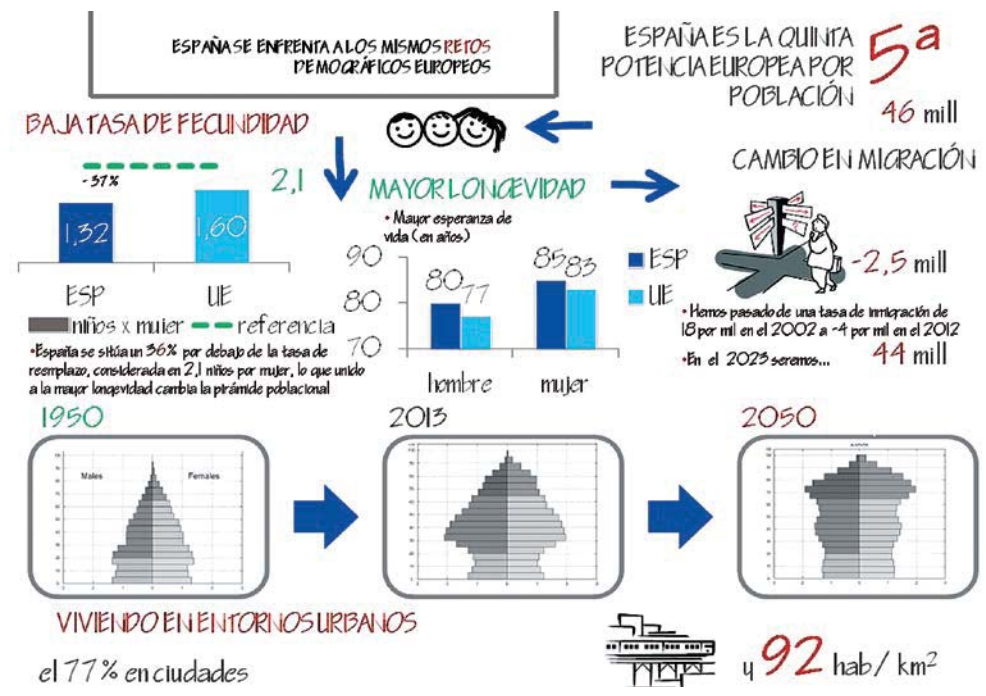 ESPAÑA SE ENFRENTA A LOS MISMOS RETOS
DEMOGRÁFICOS EUROPEOS
ESPAÑA ES LA QUINTA
POTENCIA EUROPEA POR
POBLACIÓN
5ª
46 mill
BAJA TASA DE FECUNDIDAD
-37%
2,1
1,32
1,60
ESP
UE
niños x mujer
referencia
•España se sitúa un 36% por debajo de la tasa de
reemplazo, considerada en 2,1 niños por mujer, lo que unido
a la mayor longevidad cambia la pirámide poblacional
MAYOR LONGEVIDAD
• Mayor esperanza de
vida (en años)
90
80
70
80
77
85
83
hombre
mujer
ESP
UE
CAMBIO EN MIGRACIÓN
-2,5 mill
• Hemos pasado de una tasa de inmigración de
18 por mil en el 2002 a -4 por mil en el 2012
•En el 2023 seremos... 44 mill
1950
Males
Females
2013
2050
VIVIENDO EN ENTORNOS URBANOS
el 77% en ciudades
y 92 hab/ km²